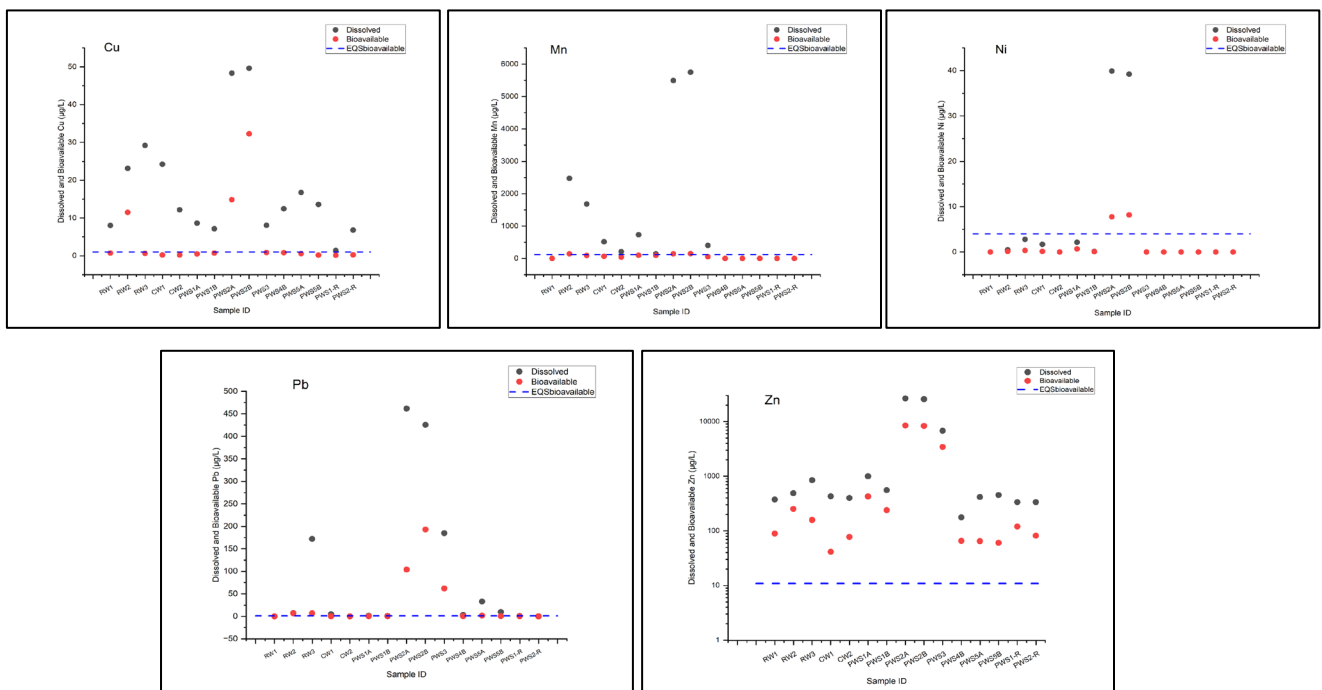 Cu
Dissolved
Bioavailable
EQSbioavailable
Dissolved and Bioavailable Cu (µg/L)
50
40
30
20
10
0
RW1 RW2 RW3 CW1 CW2 PWS1A PWS1B PWS2A PWS2B PWS3 PWS4B PWS5A PWS5B PWS1-R PWS2-R
Sample ID
Mn
Dissolved
Bioavailable
EQSbioavailable
Dissolved and Bioavailable Mn (µg/L)
6000
5000
4000
3000
2000
1000
0
RW1 RW2 RW3 CW1 CW2 PWS1A PWS1B PWS2A PWS2B PWS3 PWS4B PWS5A PWS5B PWS1-R PWS2-R
Sample ID
Ni
Dissolved
Bioavailable
EQSbioavailable
Dissolved and Bioavailable Ni (µg/L)
40
30
20
10
0
RW1 RW2 RW3 CW1 CW2 PWS1A PWS1B PWS2A PWS2B PWS3 PWS4B PWS5A PWS5B PWS1-R PWS2-R
Sample ID
Pb
Dissolved
Bioavailable
EQSbioavailable
Dissolved and Bioavailable Pb (µg/L)
500
450
400
350
300
250
200
150
100
50
0
−50
RW1 RW2 RW3 CW1 CW2 PWS1A PWS1B PWS2A PWS2B PWS3 PWS4B PWS5A PWS5B PWS1-R PWS2-R
Sample ID
Zn
Dissolved
Bioavailable
EQSbioavailable
Dissolved and Bioavailable Zn (µg/L)
10000
1000
100
10
1
RW1 RW2 RW3 CW1 CW2 PWS1A PWS1B PWS2A PWS2B PWS3 PWS4B PWS5A PWS5B PWS1-R PWS2-R
Sample ID